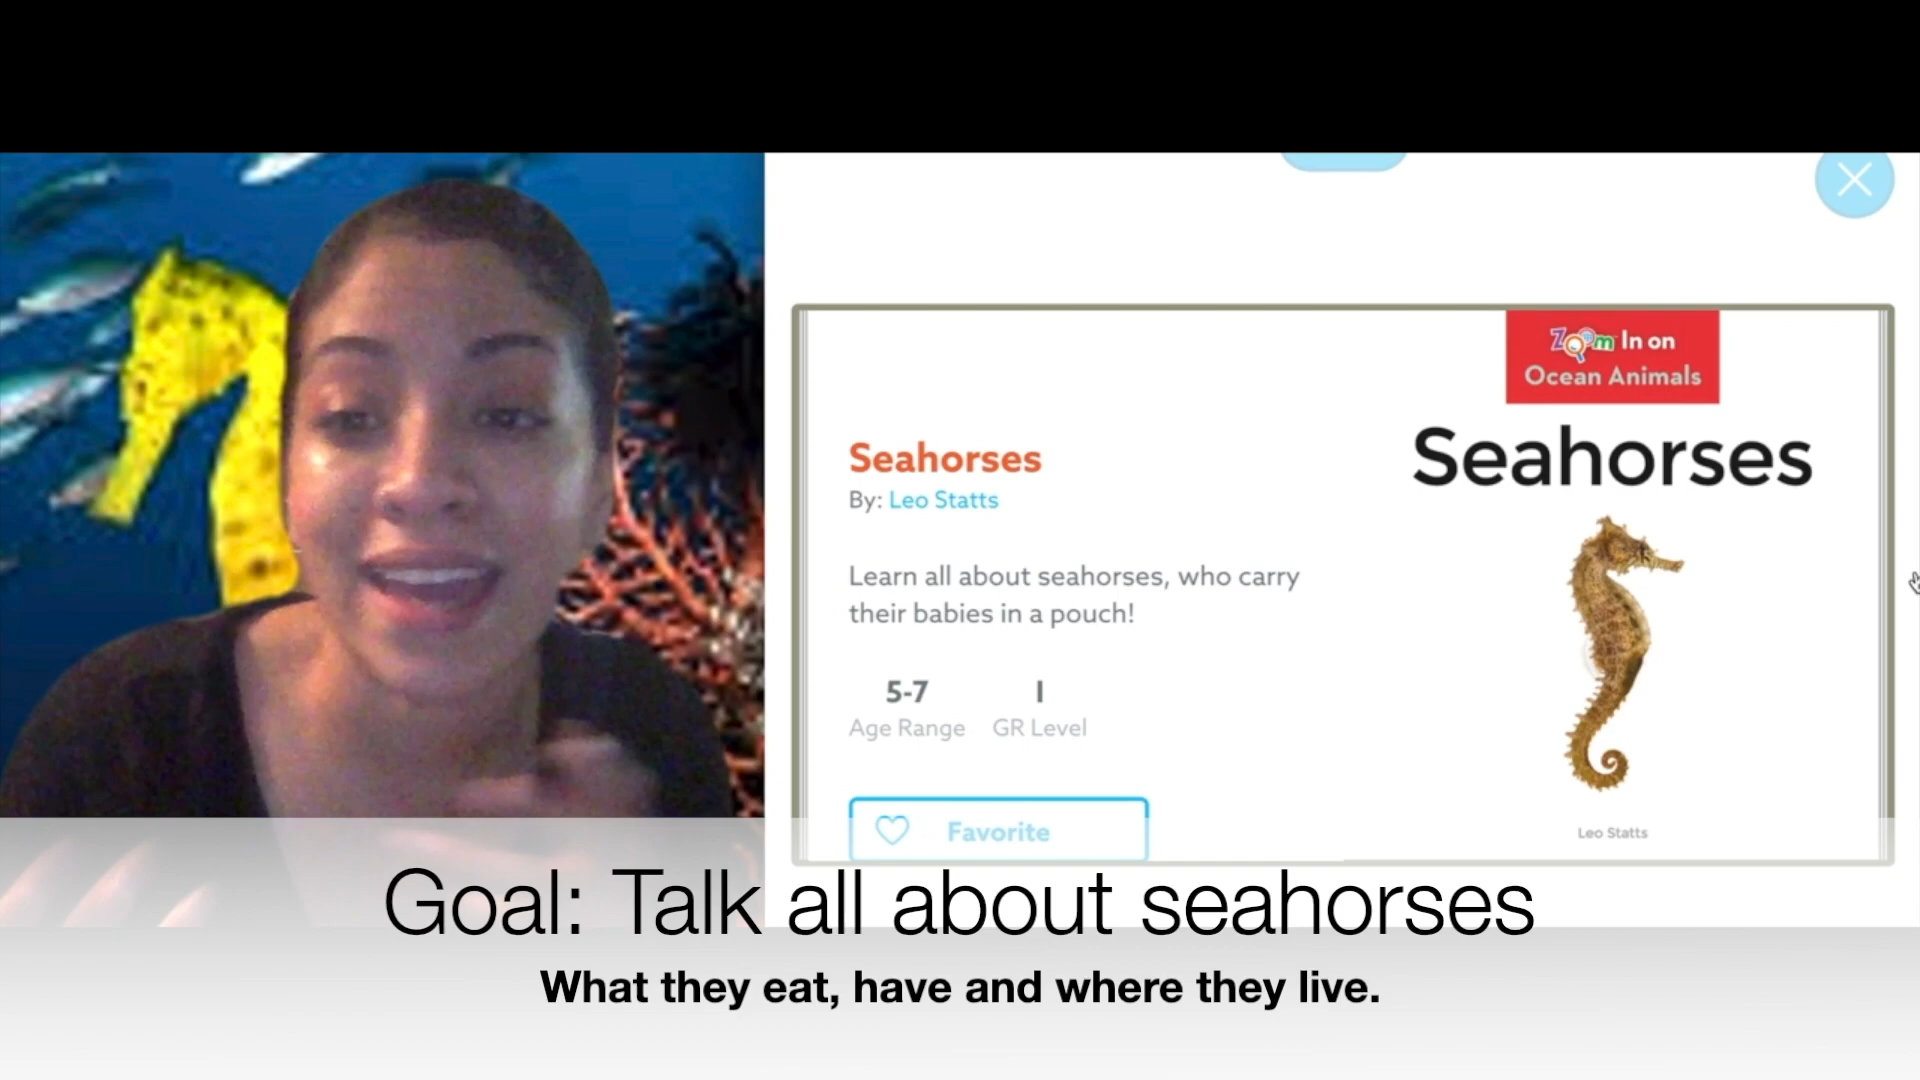 Zoom In on
Ocean Animals
Seahorses
Seahorses
By: Leo Statts
Learn all about seahorses, who carry
their babies in a pouch!
5-7 I
Age Range GR Level
Favorite
Leo Statts
Goal: Talk all about seahorses
What they eat, have and where they live.